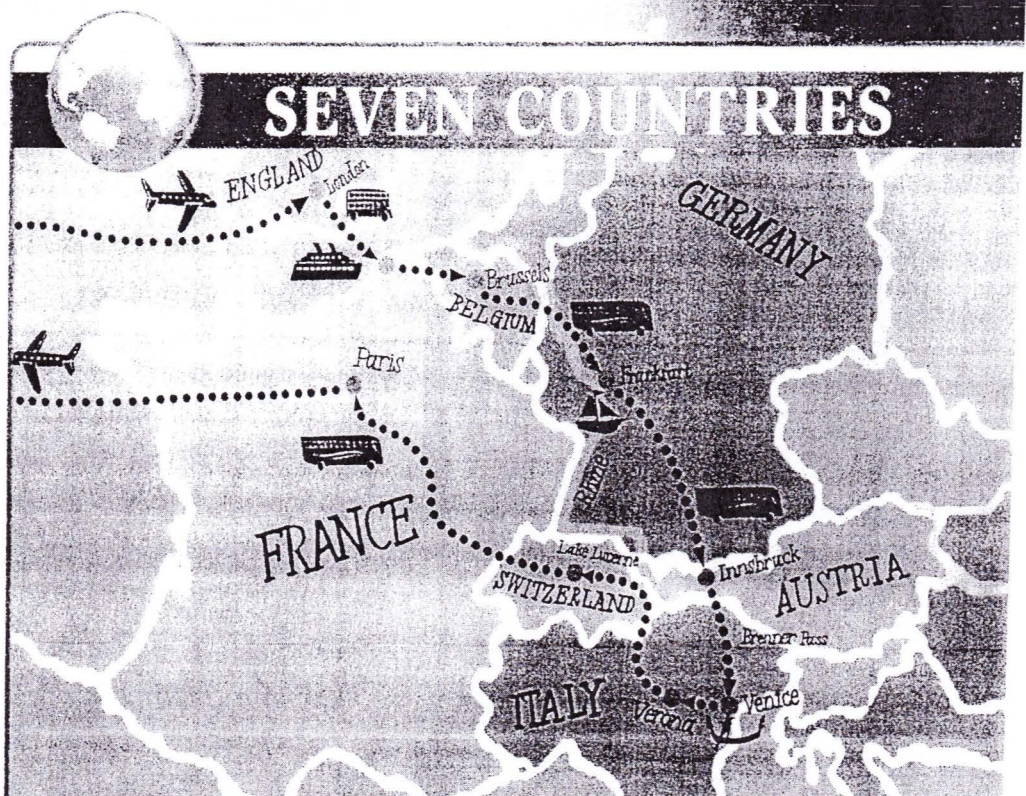 SEVEN COUNTRIES
ENGLAND
London
GERMANY
Brussels
BELGIUM
Paris
Frankfurt
Rhine
FRANCE
Lake Lucerne
SWITZERLAND
Innsbruck
AUSTRIA
Brenner Pass
ITALY
Verona
Venice